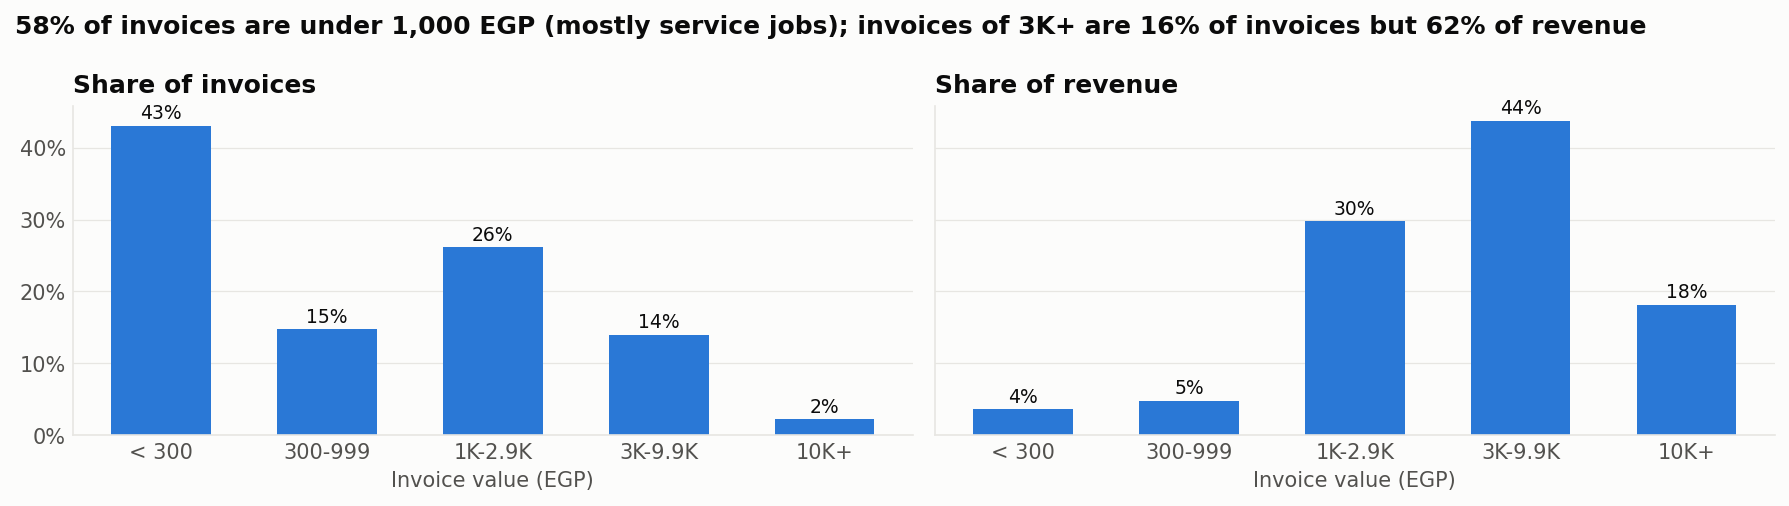 58% of invoices are under 1,000 EGP (mostly service jobs); invoices of 3K+ are 16% of invoices but 62% of revenue
Share of invoices
43%
15%
26%
14%
2%
40%
30%
20%
10%
0%
< 300
300-999
1K-2.9K
3K-9.9K
10K+
Invoice value (EGP)
Share of revenue
4%
5%
30%
44%
18%
< 300
300-999
1K-2.9K
3K-9.9K
10K+
Invoice value (EGP)